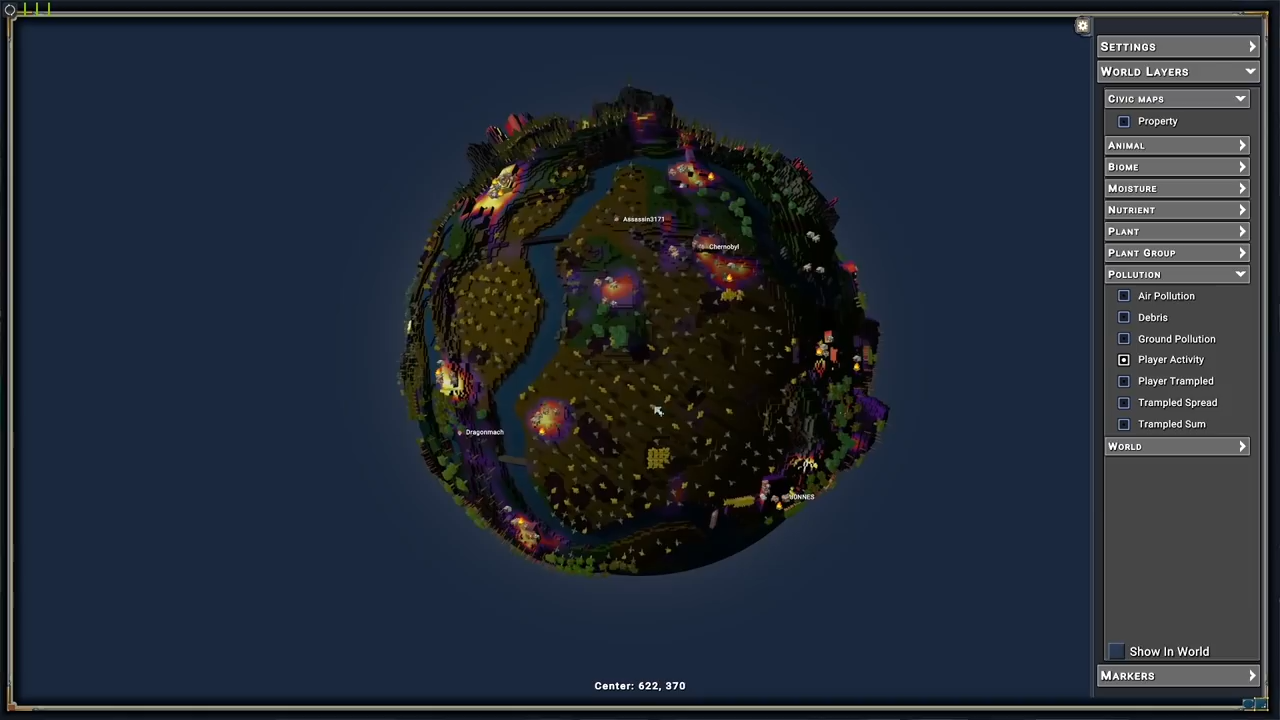 SETTINGS
WORLD LAYERS
CIVIC MAPS
Property
ANIMAL
BIOME
MOISTURE
NUTRIENT
PLANT
PLANT GROUP
POLLUTION
Air Pollution
Debris
Ground Pollution
Player Activity
Player Trampled
Trampled Spread
Trampled Sum
WORLD
Show In World
MARKERS
Assassin3171
Chernobyl
Dragonmach
Center: 622, 370